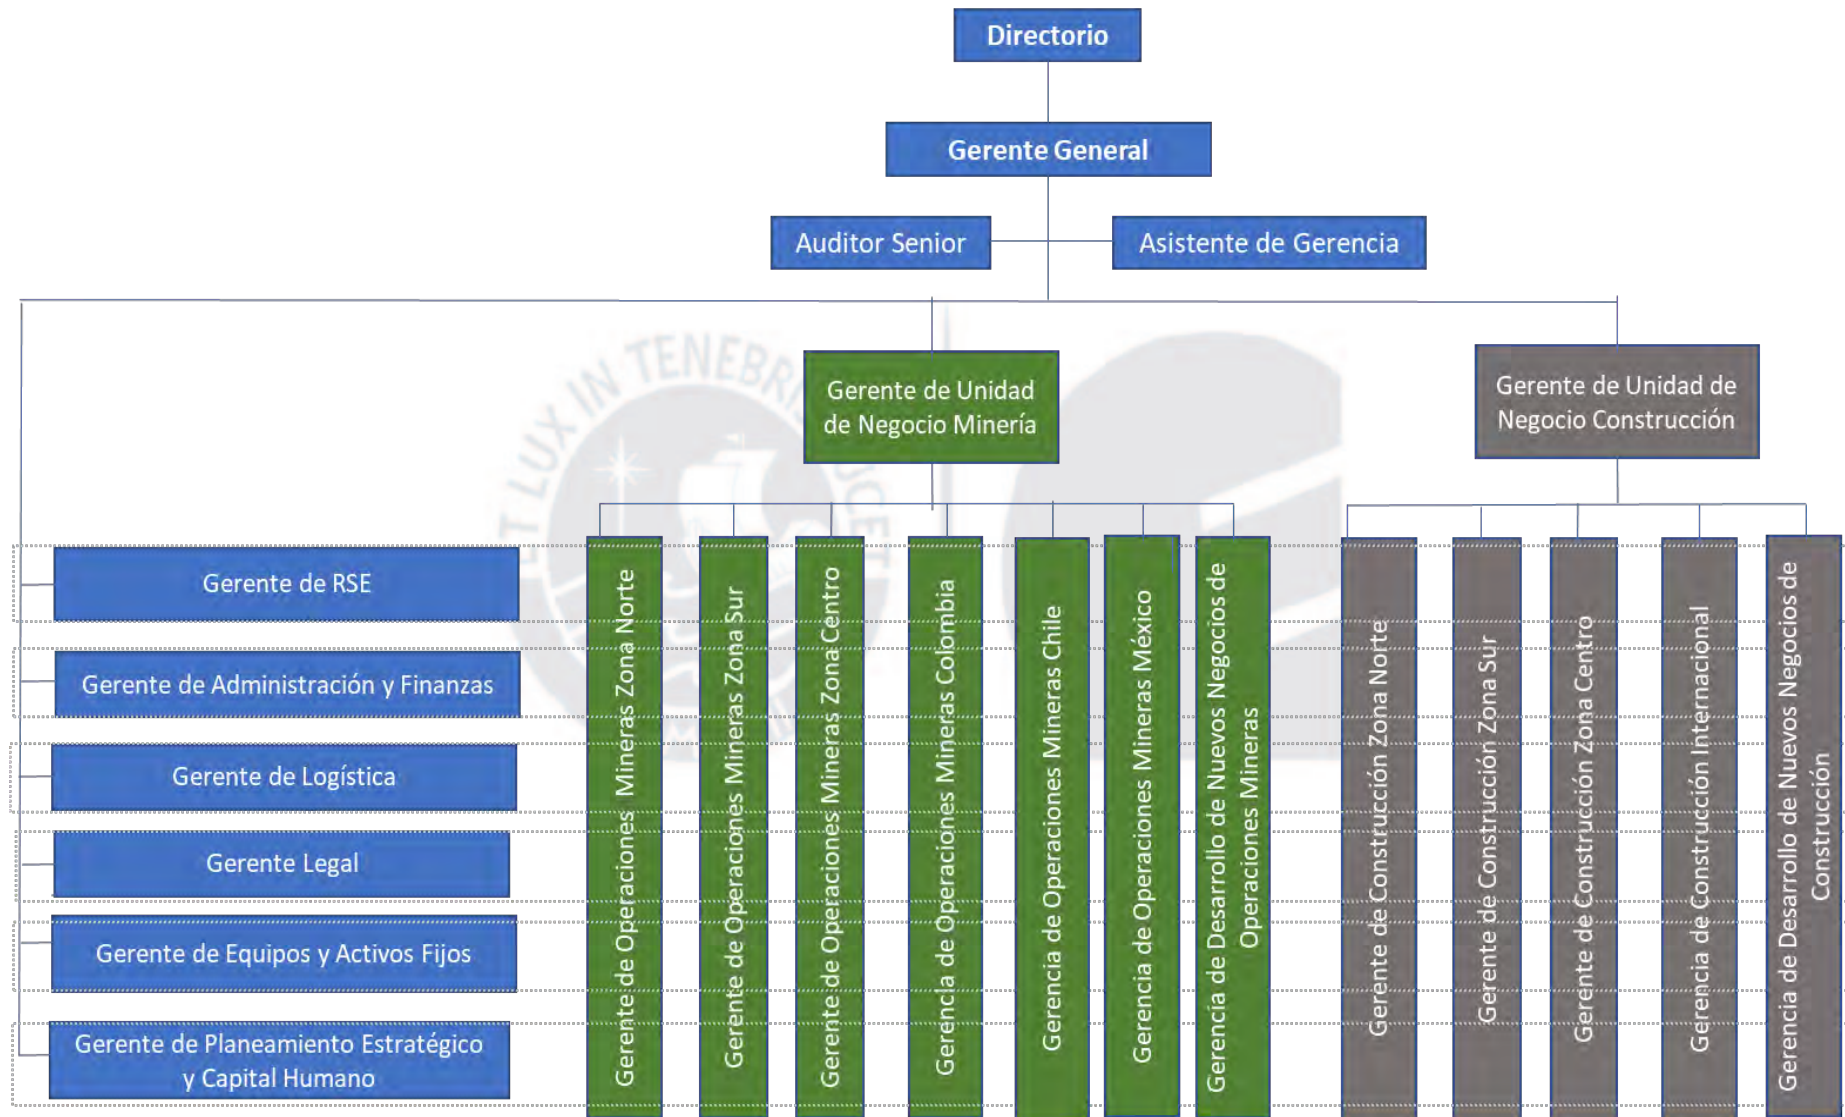 Directorio
Gerente General
Auditor Senior
Asistente de Gerencia
Gerente de Unidad
de Negocio Minería
Gerente de Unidad de
Negocio Construcción
ET LUX IN TENEBRIS LUCET
Gerente de RSE
Gerente de Administración y Finanzas
Gerente de Logística
Gerente Legal
Gerente de Equipos y Activos Fijos
Gerente de Planeamiento Estratégico
y Capital Humano
Gerente de Operaciones Mineras Zona Norte
Gerente de Operaciones Mineras Zona Sur
Gerente de Operaciones Mineras Zona Centro
Gerencia de Operaciones Mineras Colombia
Gerencia de Operaciones Mineras Chile
Gerencia de Operaciones Mineras México
Gerencia de Desarrollo de Nuevos Negocios de
Operaciones Mineras
Gerente de Construcción Zona Norte
Gerente de Construcción Zona Sur
Gerente de Construcción Zona Centro
Gerencia de Construcción Internacional
Gerencia de Desarrollo de Nuevos Negocios de
Construcción